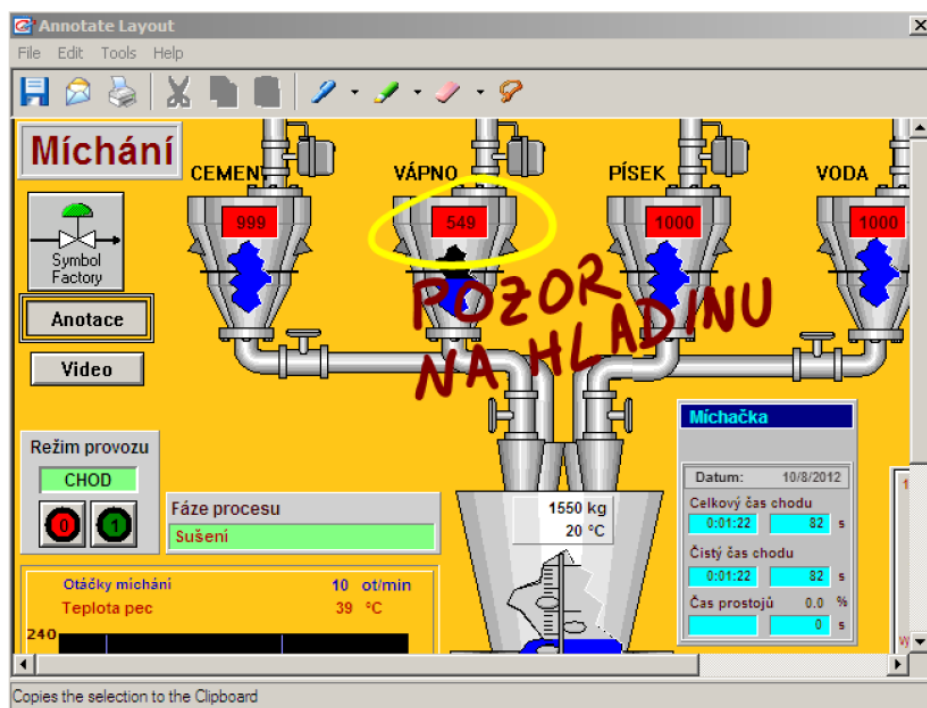 Annotate Layout
File Edit Tools Help
Míchání
CEMENT
VÁPNO
PÍSEK
VODA
999
549
1000
1000
Symbol
Factory
Anotace
Video
POZOR
NA HLADINU
Režim provozu
CHOD
0 1
Fáze procesu
Sušení
1550 kg
20 ºC
Míchačka
Datum: 10/8/2012
Celkový čas chodu
0:01:22 82 s
Čistý čas chodu
0:01:22 82 s
Čas prostojů 0.0 %
0 s
Otáčky míchání 10 ot/min
Teplota pec 39 ºC
240
Copies the selection to the Clipboard